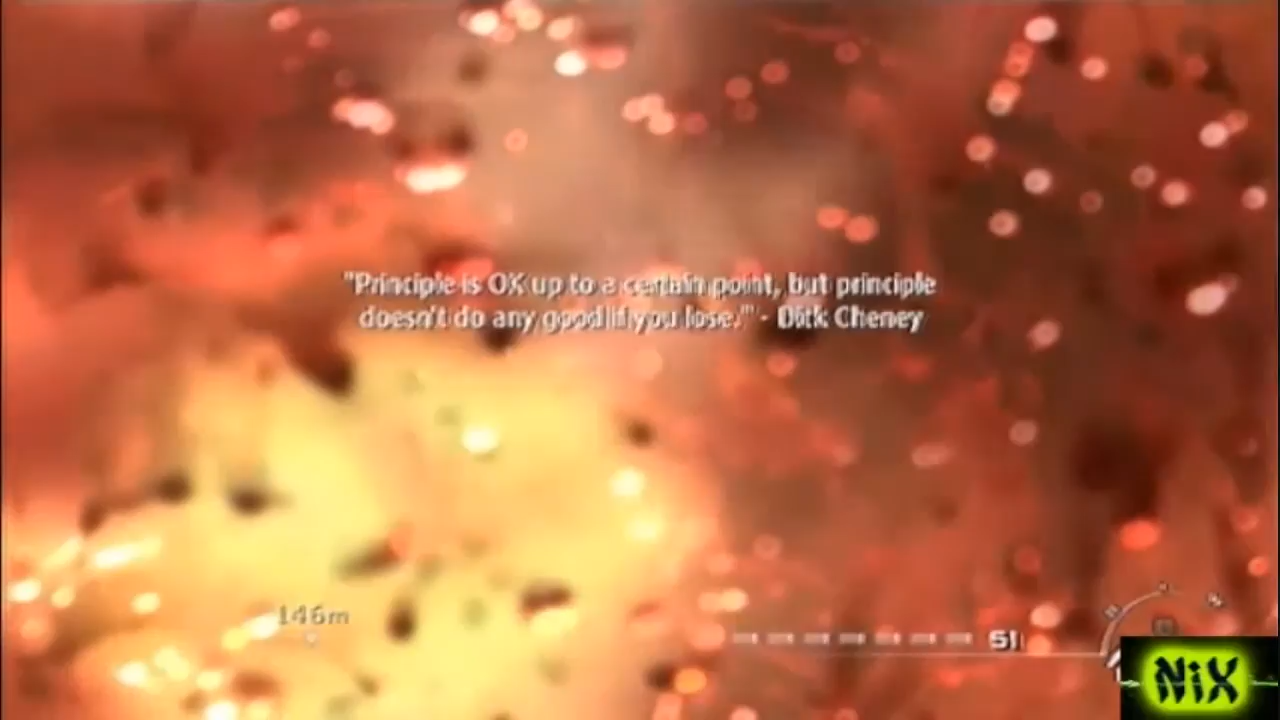 "Principle is OK up to a certain point, but principle
doesn't do any good if you lose." - Dick Cheney
146m
51
NiX